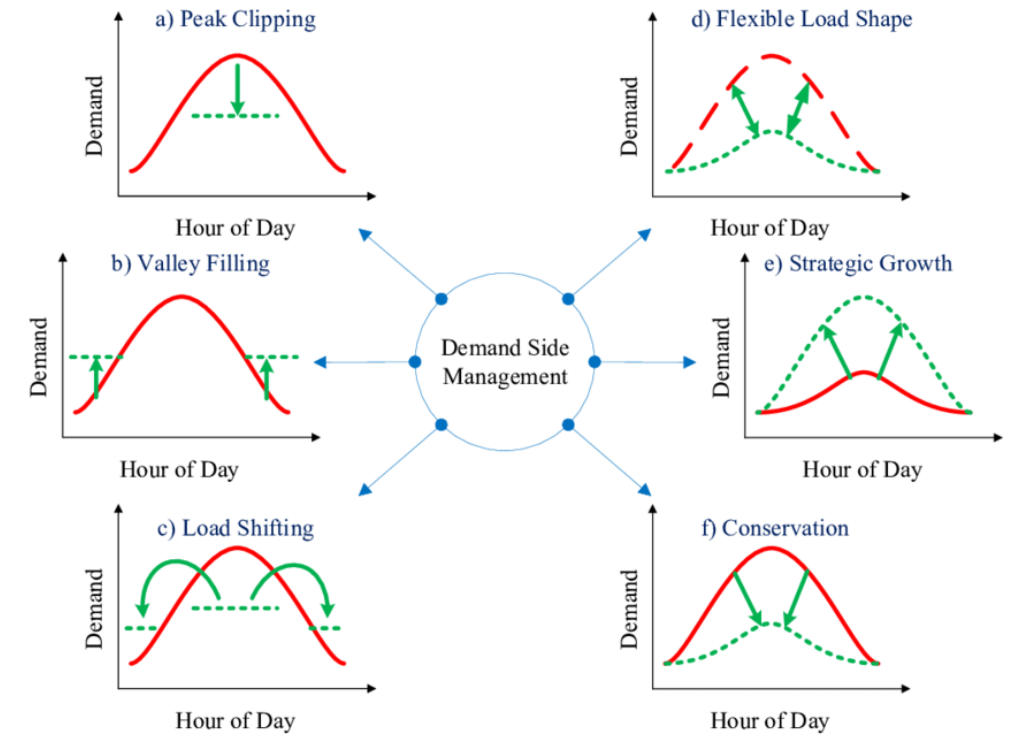 a) Peak Clipping
Demand
Hour of Day
b) Valley Filling
Demand
Hour of Day
c) Load Shifting
Demand
Hour of Day
Demand Side
Management
d) Flexible Load Shape
Demand
Hour of Day
e) Strategic Growth
Demand
Hour of Day
f) Conservation
Demand
Hour of Day